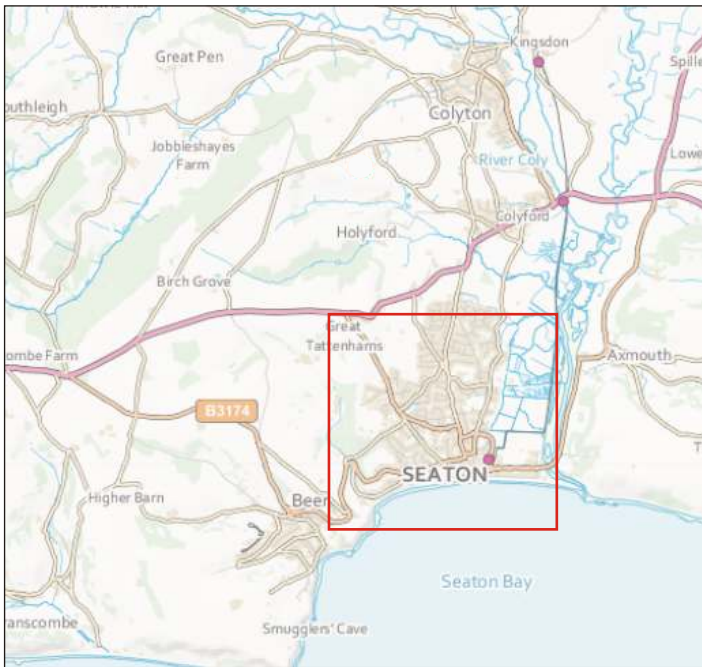 Kingsdon
Great Pen
Spille
outhleigh
Colyton
Jobbleshayes
Farm
River Coly
Lowe
Colyford
Holyford
Birch Grove
Great
Tattenhams
ombe Farm
Axmouth
B3174
SEATON
Higher Barn
Beer
Seaton Bay
ranscombe
Smugglers' Cave